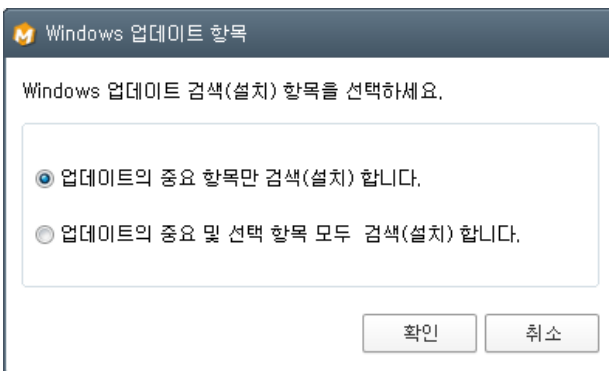 Windows 업데이트 항목
Windows 업데이트 검색(설치) 항목을 선택하세요.
업데이트의 중요 항목만 검색(설치) 합니다.
업데이트의 중요 및 선택 항목 모두 검색(설치) 합니다.
확인 취소